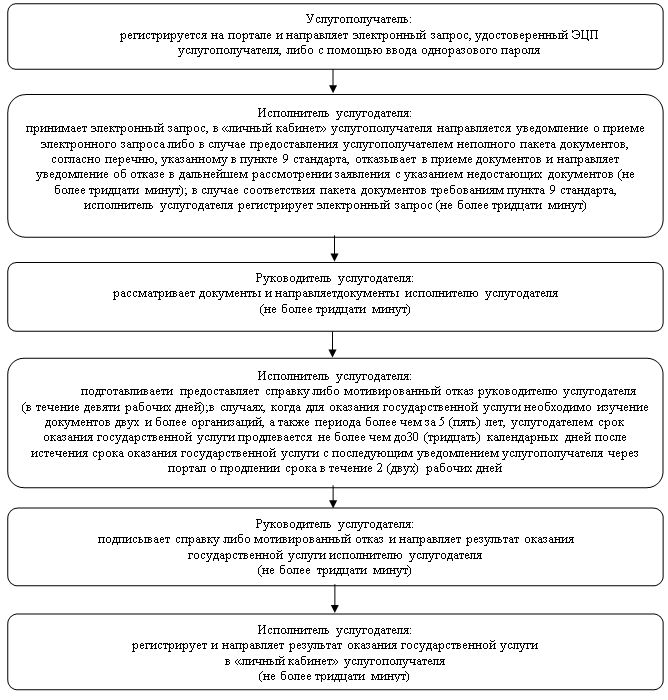 Услугополучатель:
регистрируется на портале и направляет электронный запрос, удостоверенный ЭЦП
услугополучателя, либо с помощью ввода одноразового пароля
Исполнитель услугодателя:
принимает электронный запрос, в «личный кабинет» услугополучателя направляется уведомление о приеме
электронного запроса либо в случае предоставления услугополучателем неполного пакета документов,
согласно перечню, указанному в пункте 9 стандарта, отказывает в приеме документов и направляет
уведомление об отказе в дальнейшем рассмотрении заявления с указанием недостающих документов (не
более тридцати минут); в случае соответствия пакета документов требованиям пункта 9 стандарта,
исполнитель услугодателя регистрирует электронный запрос (не более тридцати минут)
Руководитель услугодателя:
рассматривает документы и направляетдокументы исполнителю услугодателя
(не более тридцати минут)
Исполнитель услугодателя:
подготавливаети предоставляет справку либо мотивированный отказ руководителю услугодателя
(в течение девяти рабочих дней);в случаях, когда для оказания государственной услуги необходимо изучение
документов двух и более организаций, а также периода более чем за 5 (пять) лет, услугодателем срок
оказания государственной услуги продлевается не более чем до30 (тридцать) календарных дней после
истечения срока оказания государственной услуги с последующим уведомлением услугополучателя через
портал о продлении срока в течение 2 (двух) рабочих дней
Руководитель услугодателя:
подписывает справку либо мотивированный отказ и направляет результат оказания
государственной услуги исполнителю услугодателя
(не более тридцати минут)
Исполнитель услугодателя:
регистрирует и направляет результат оказания государственной услуги
в «личный кабинет» услугополучателя
(не более тридцати минут)